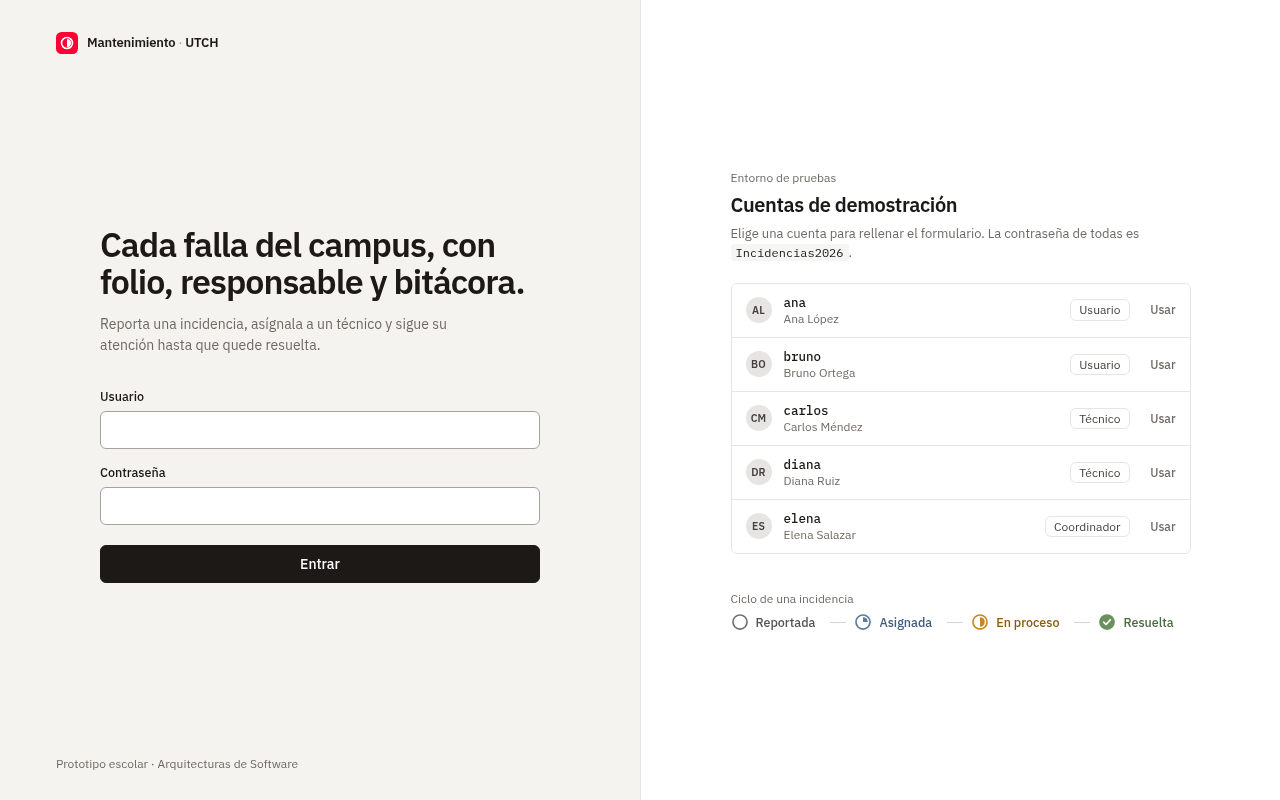 Mantenimiento · UTCH
Cada falla del campus, con
folio, responsable y bitácora.
Reporta una incidencia, asígnala a un técnico y sigue su
atención hasta que quede resuelta.
Usuario
Contraseña
Entrar
Prototipo escolar · Arquitecturas de Software
Entorno de pruebas
Cuentas de demostración
Elige una cuenta para rellenar el formulario. La contraseña de todas es
Incidencias2026 .
AL ana Usuario Usar
Ana López
BO bruno Usuario Usar
Bruno Ortega
CM carlos Técnico Usar
Carlos Méndez
DR diana Técnico Usar
Diana Ruiz
ES elena Coordinador Usar
Elena Salazar
Ciclo de una incidencia
Reportada Asignada En proceso Resuelta